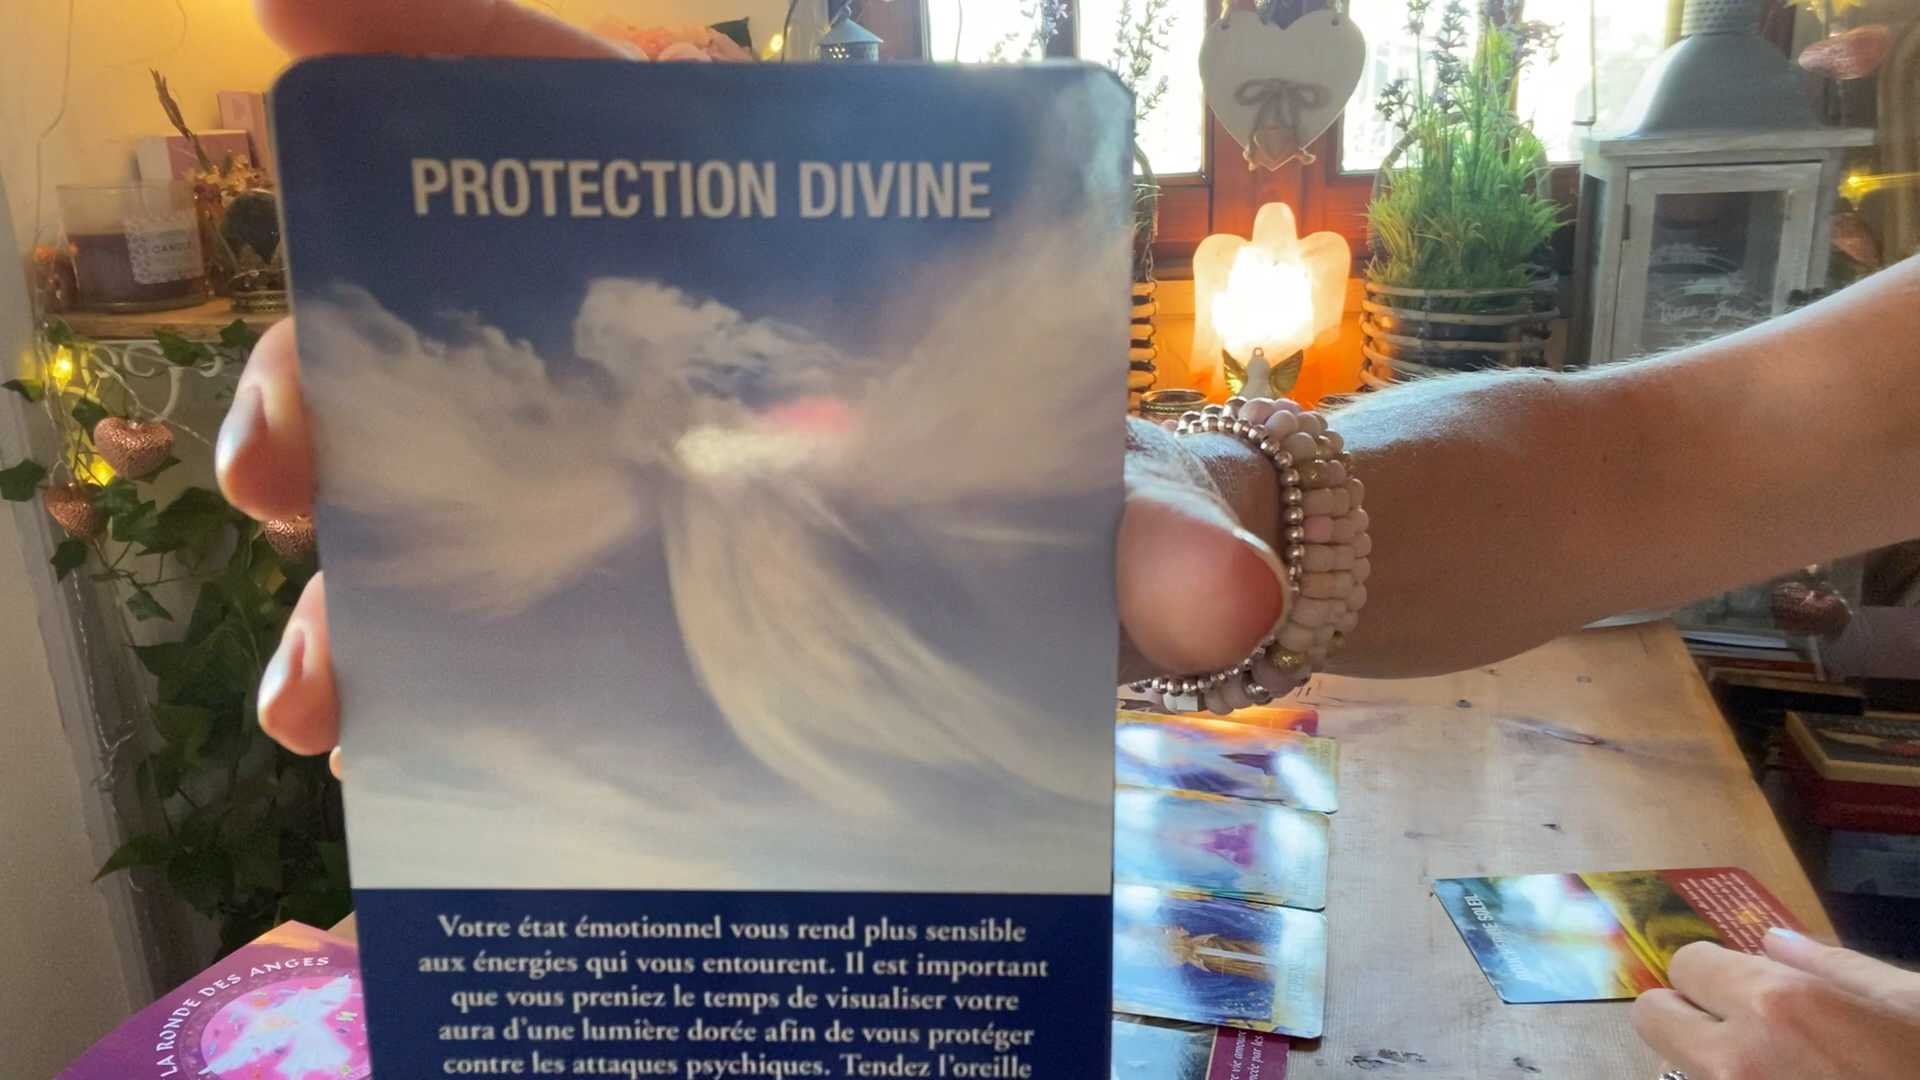 PROTECTION DIVINE
Votre état émotionnel vous rend plus sensible
aux énergies qui vous entourent. Il est important
que vous preniez le temps de visualiser votre
aura d'une lumière dorée afin de vous protéger
contre les attaques psychiques. Tendez l'oreille
LA RONDE DES ANGES
CANDLE
SOLEIL